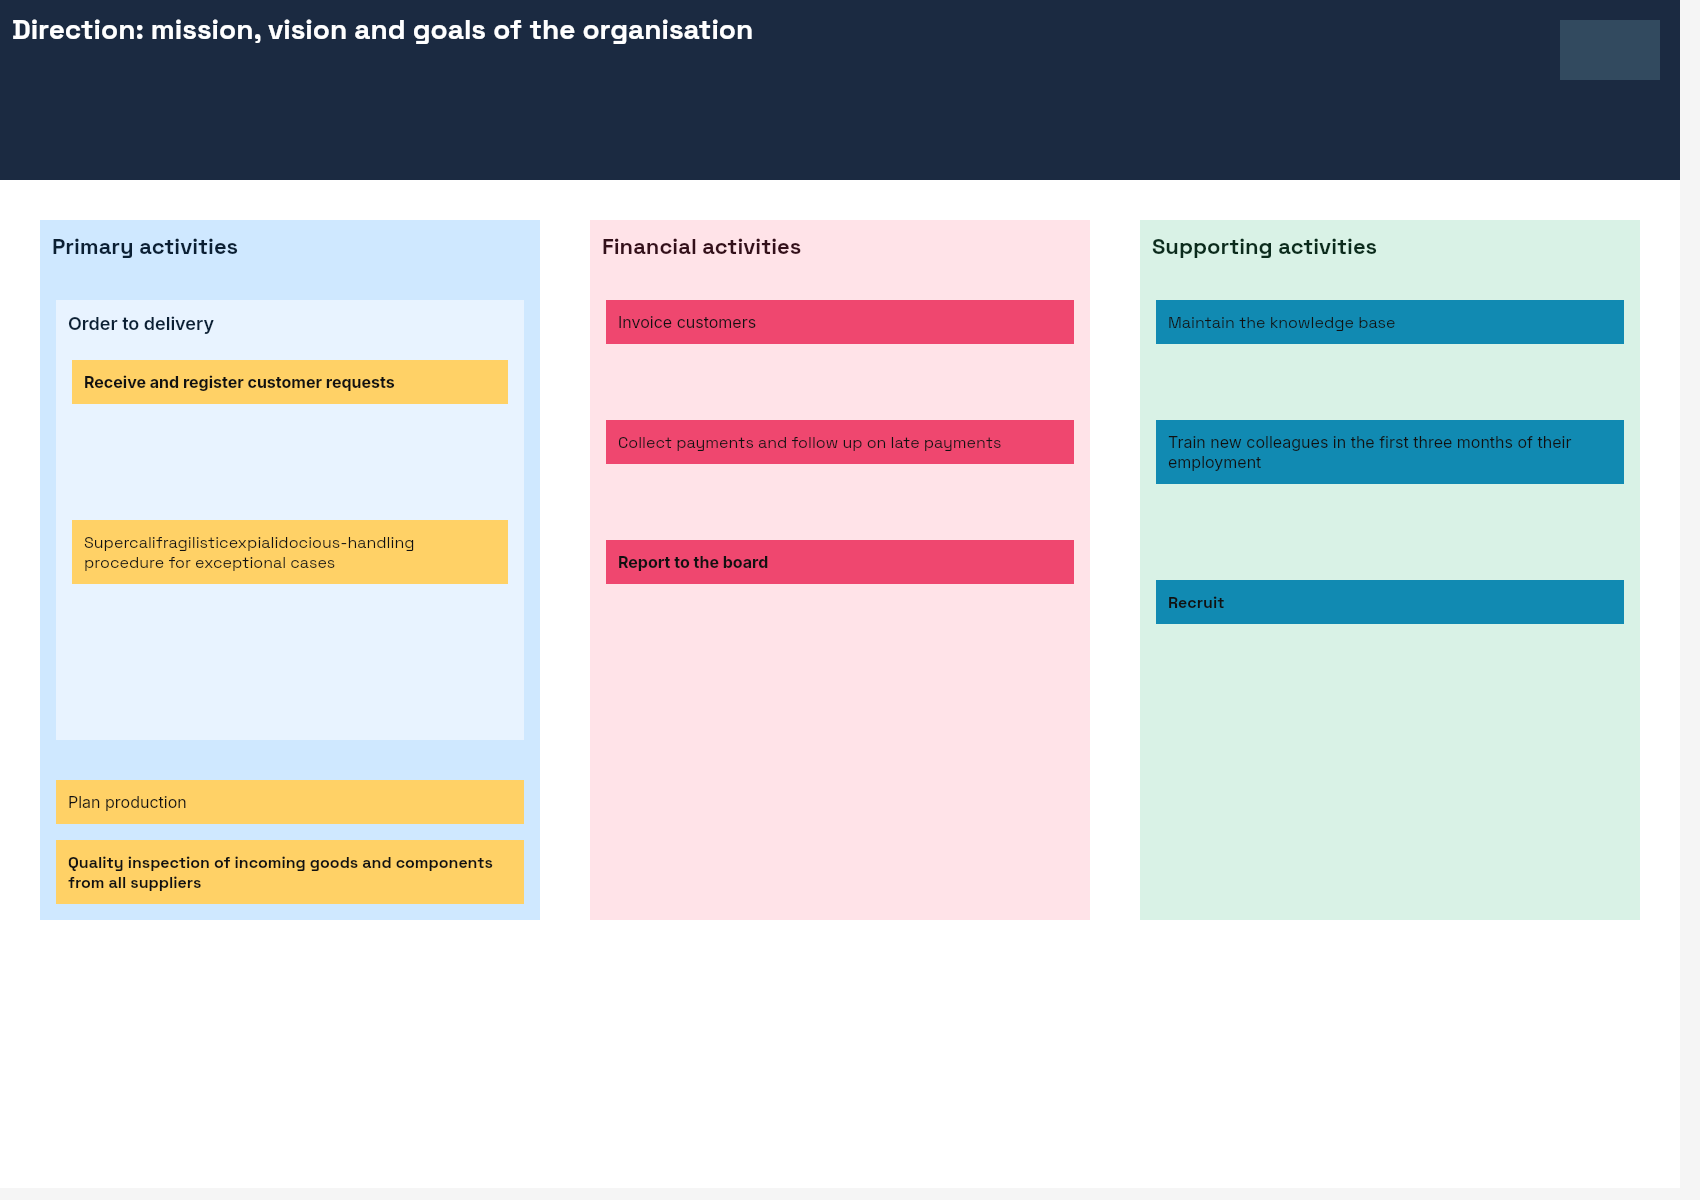 Direction: mission, vision and goals of the organisation
Primary activities
Order to delivery
Receive and register customer requests
Supercalifragilisticexpialidocious-handling
procedure for exceptional cases
Plan production
Quality inspection of incoming goods and components
from all suppliers
Financial activities
Invoice customers
Collect payments and follow up on late payments
Report to the board
Supporting activities
Maintain the knowledge base
Train new colleagues in the first three months of their
employment
Recruit